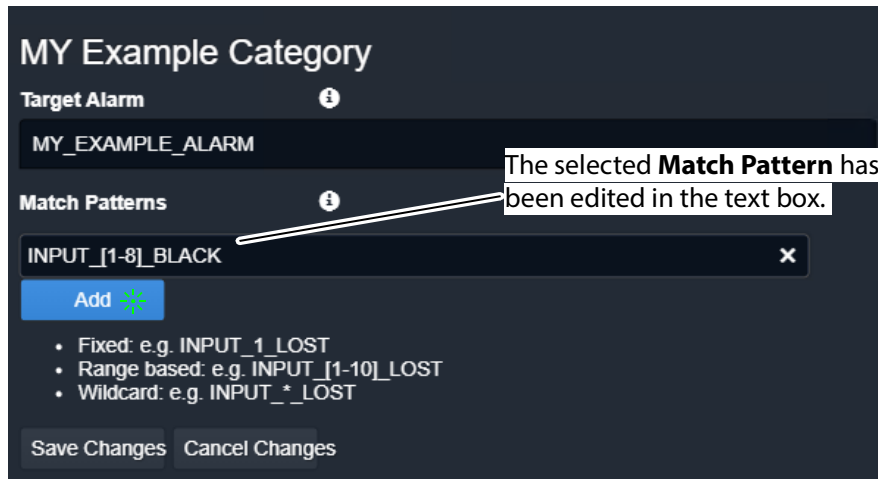 MY Example Category
Target Alarm
MY_EXAMPLE_ALARM
The selected Match Pattern has
been edited in the text box.
Match Patterns
INPUT_[1-8]_BLACK
Add
• Fixed: e.g. INPUT_1_LOST
• Range based: e.g. INPUT_[1-10]_LOST
• Wildcard: e.g. INPUT_*_LOST
Save Changes Cancel Changes